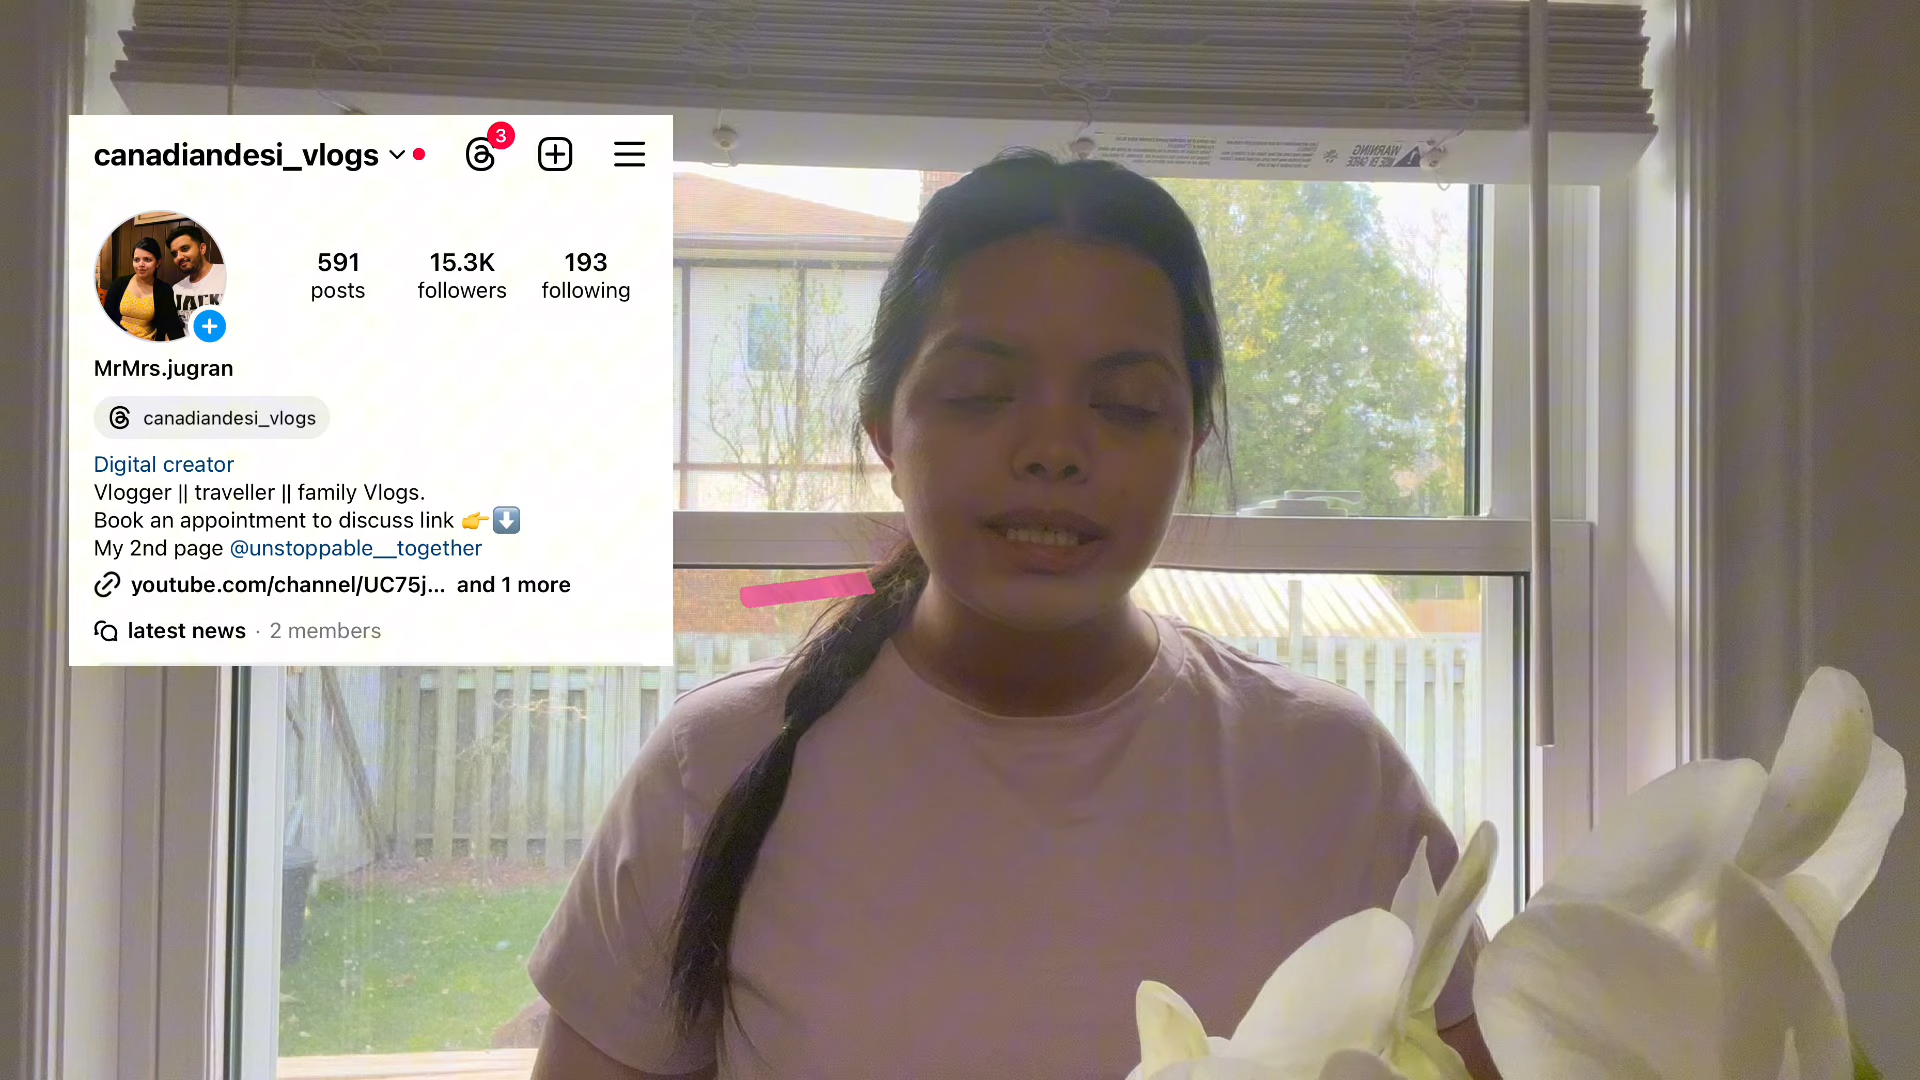 canadiandesi_vlogs
3
591 posts
15.3K followers
193 following
JACK
MrMrs.jugran
canadiandesi_vlogs
Digital creator
Vlogger || traveller || family Vlogs.
Book an appointment to discuss link 👉⬇️
My 2nd page @unstoppable__together
youtube.com/channel/UC75j... and 1 more
latest news · 2 members
WARNING